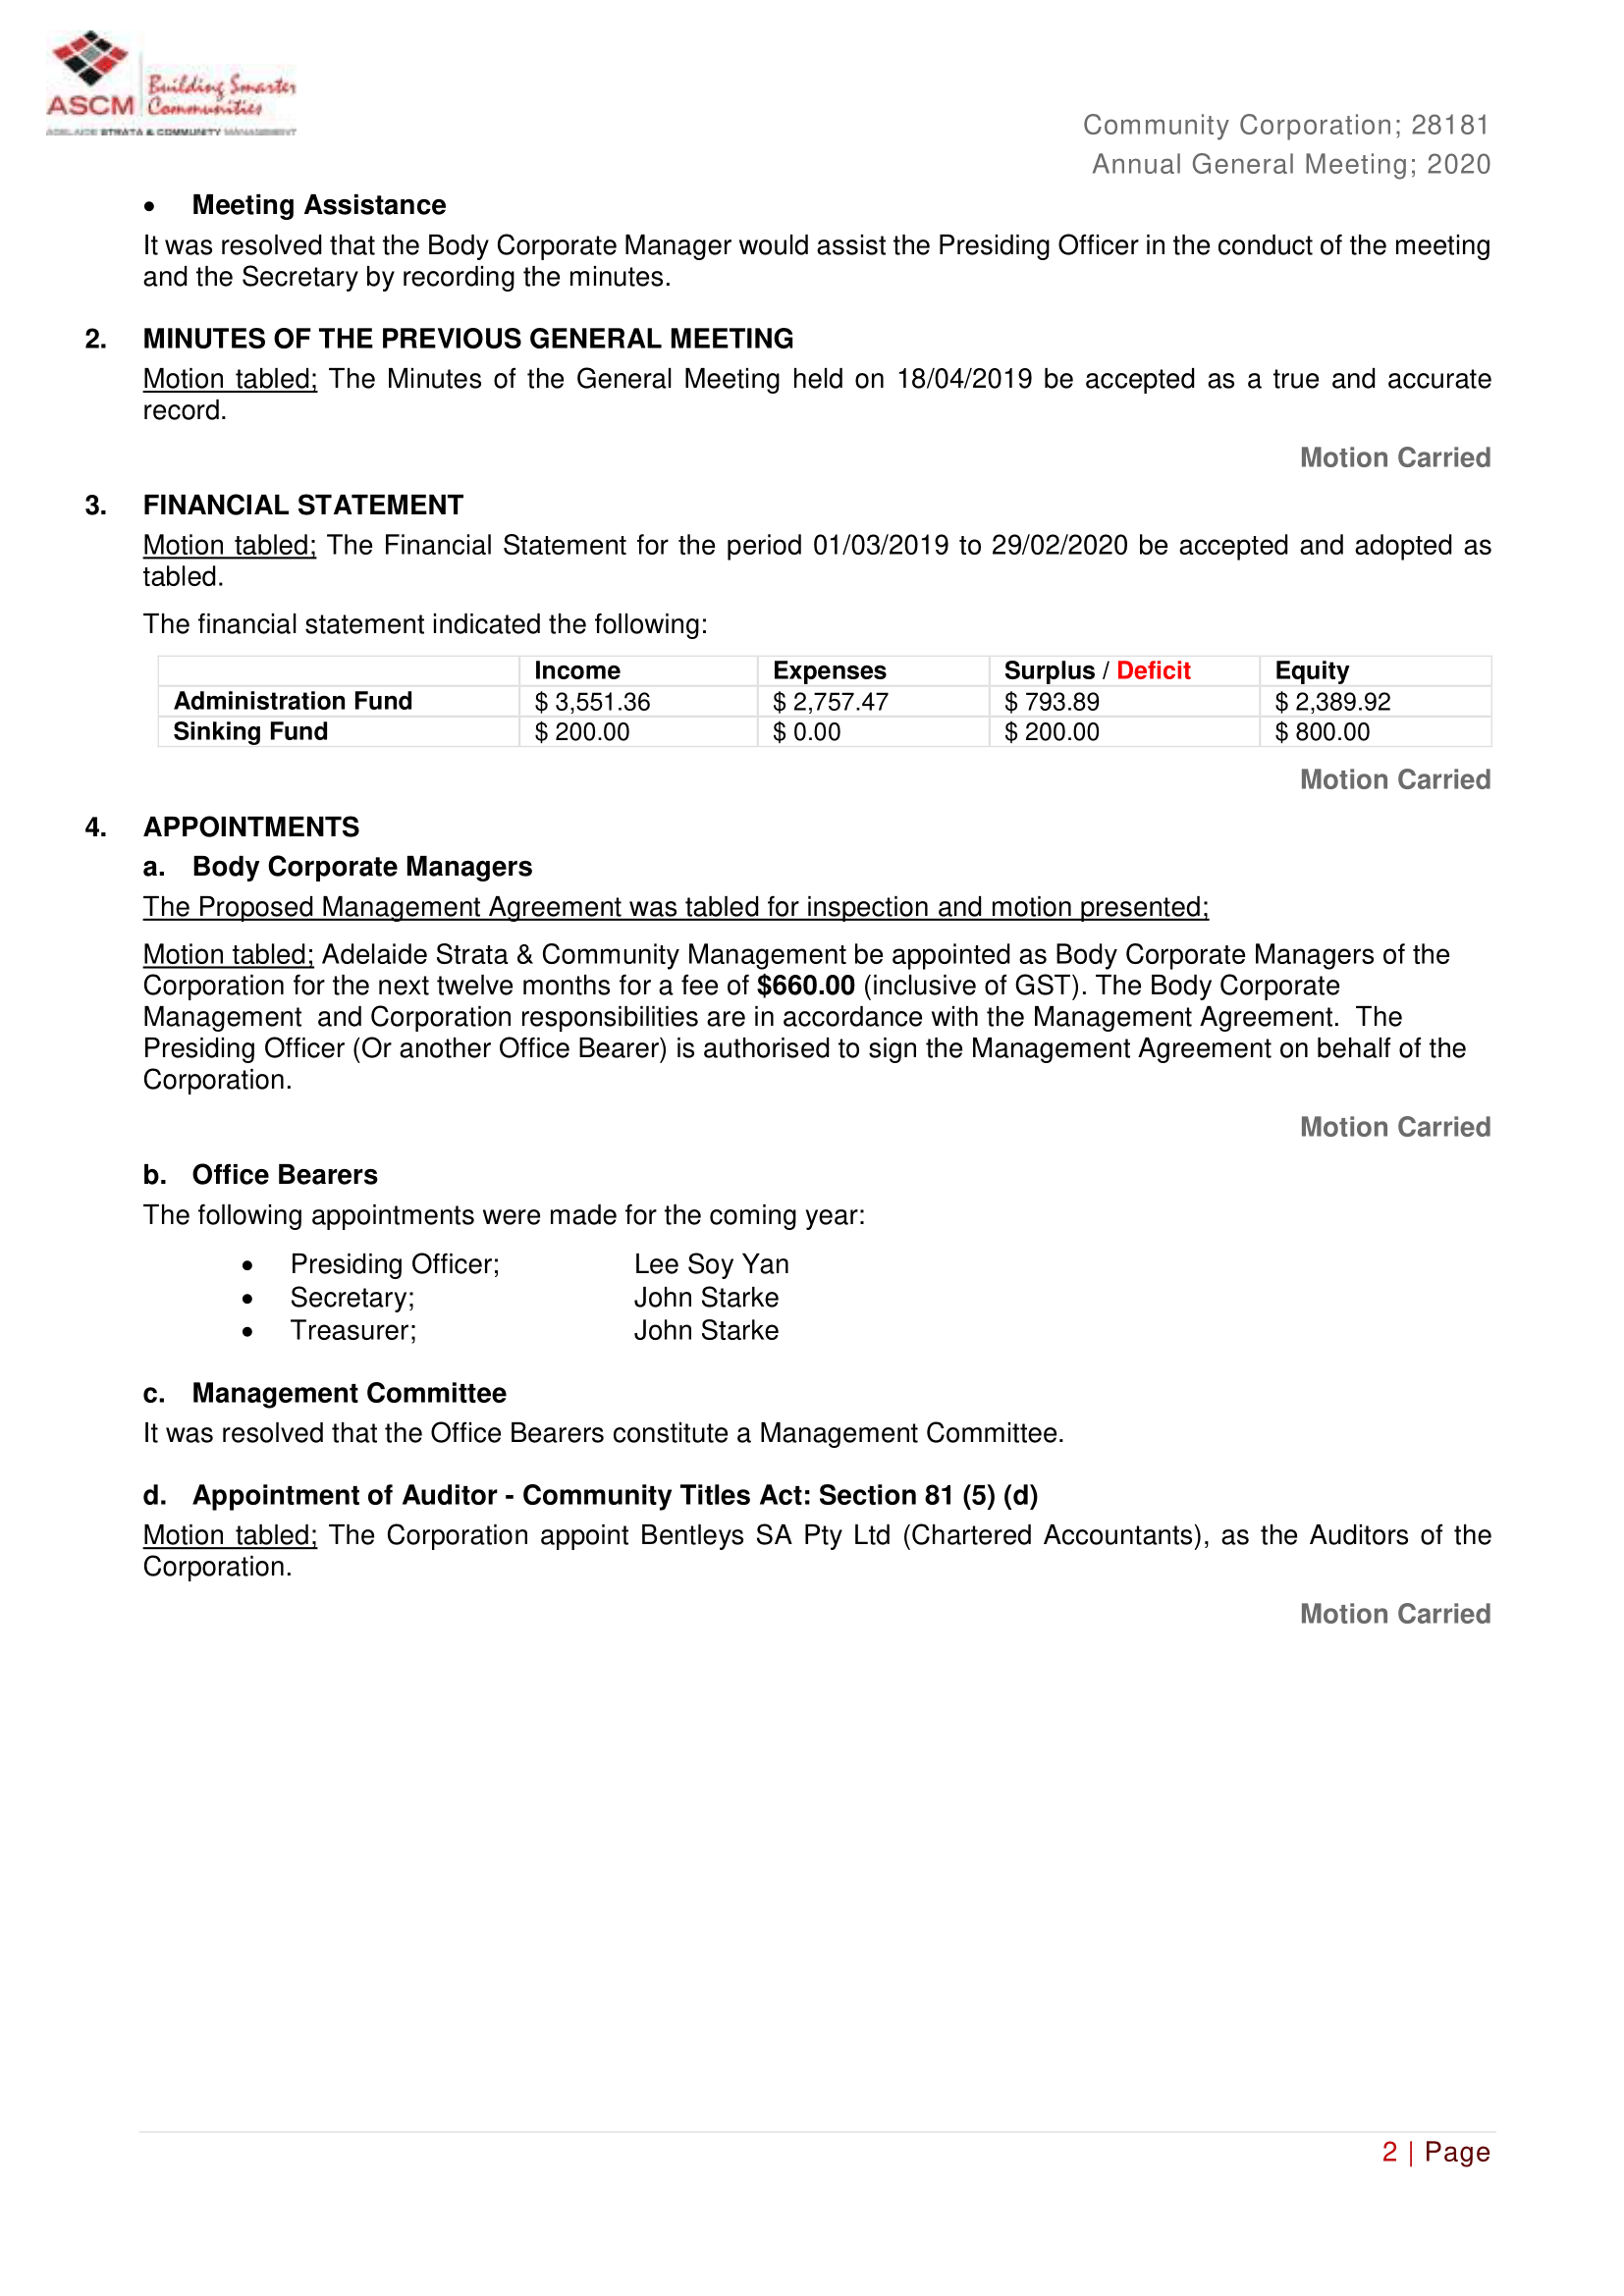 ASCM
Building Smarter
Communities
ADELAIDE STRATA & COMMUNITY MANAGEMENT
Community Corporation; 28181
Annual General Meeting; 2020
• Meeting Assistance
It was resolved that the Body Corporate Manager would assist the Presiding Officer in the conduct of the meeting
and the Secretary by recording the minutes.
2. MINUTES OF THE PREVIOUS GENERAL MEETING
Motion tabled; The Minutes of the General Meeting held on 18/04/2019 be accepted as a true and accurate
record.
Motion Carried
3. FINANCIAL STATEMENT
Motion tabled; The Financial Statement for the period 01/03/2019 to 29/02/2020 be accepted and adopted as
tabled.
The financial statement indicated the following:
Income Expenses Surplus / Deficit Equity
Administration Fund $ 3,551.36 $ 2,757.47 $ 793.89 $ 2,389.92
Sinking Fund $ 200.00 $ 0.00 $ 200.00 $ 800.00
Motion Carried
4. APPOINTMENTS
a. Body Corporate Managers
The Proposed Management Agreement was tabled for inspection and motion presented;
Motion tabled; Adelaide Strata & Community Management be appointed as Body Corporate Managers of the
Corporation for the next twelve months for a fee of $660.00 (inclusive of GST). The Body Corporate
Management  and Corporation responsibilities are in accordance with the Management Agreement.  The
Presiding Officer (Or another Office Bearer) is authorised to sign the Management Agreement on behalf of the
Corporation.
Motion Carried
b. Office Bearers
The following appointments were made for the coming year:
• Presiding Officer; Lee Soy Yan
• Secretary; John Starke
• Treasurer; John Starke
c. Management Committee
It was resolved that the Office Bearers constitute a Management Committee.
d. Appointment of Auditor - Community Titles Act: Section 81 (5) (d)
Motion tabled; The Corporation appoint Bentleys SA Pty Ltd (Chartered Accountants), as the Auditors of the
Corporation.
Motion Carried
2 | Page